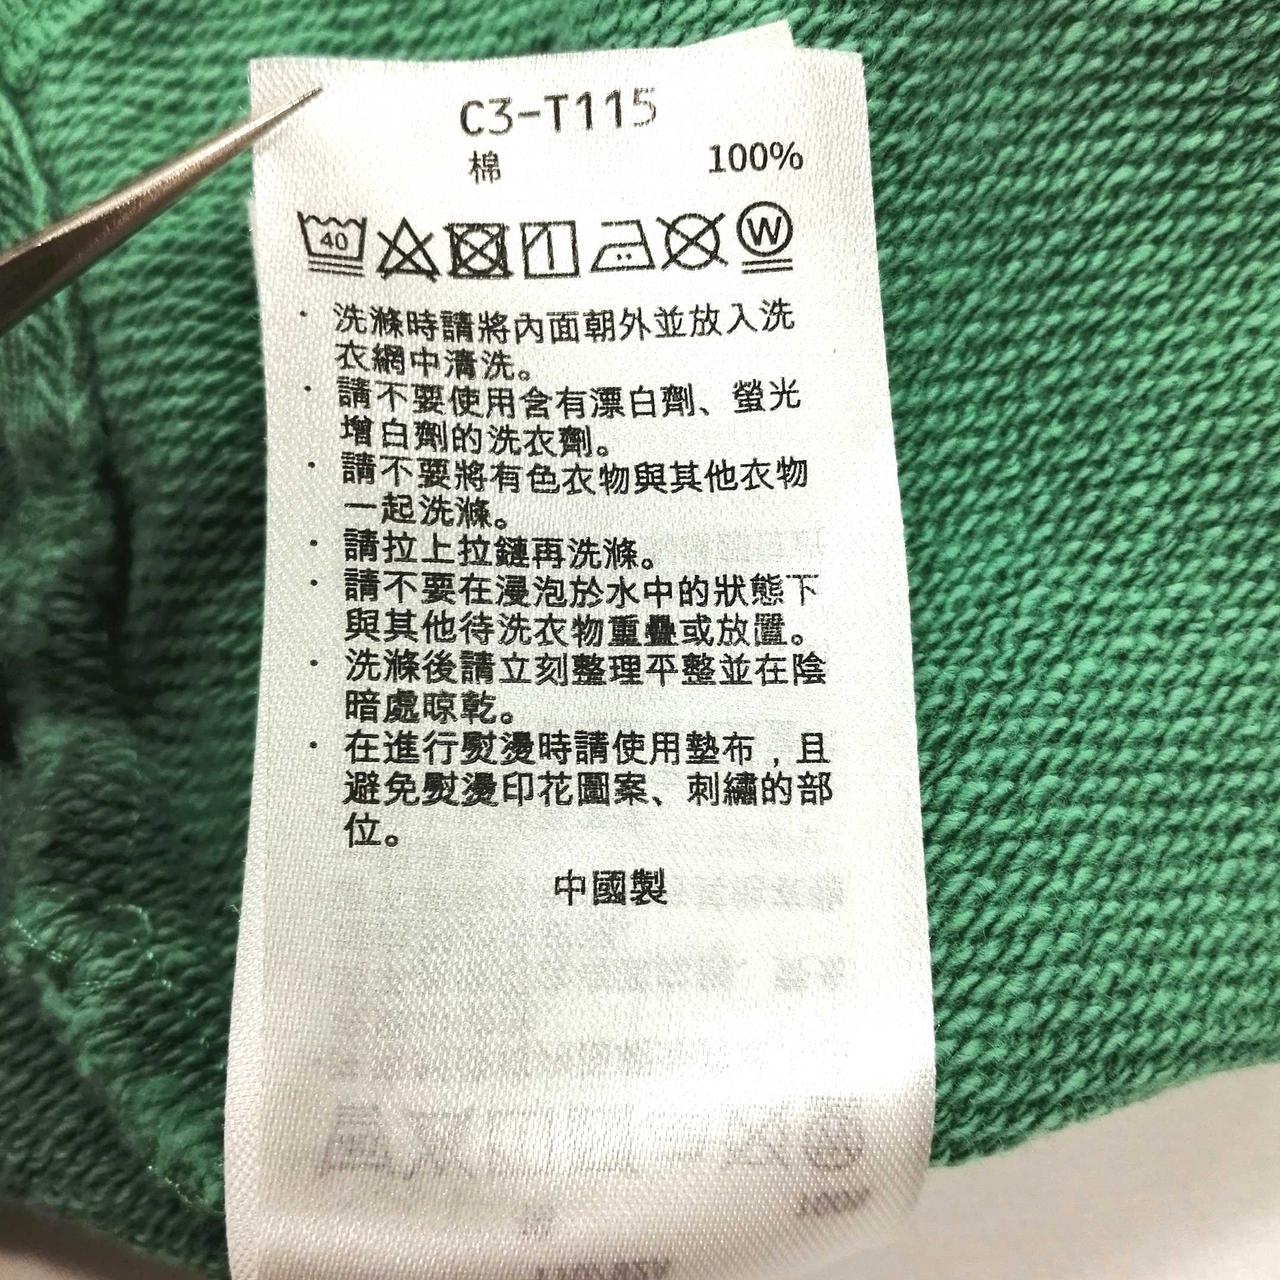 C3-T115
棉 100%
40 W
· 洗滌時請將內面朝外並放入洗
衣網中清洗。
· 請不要使用含有漂白劑、螢光
增白劑的洗衣劑。
· 請不要將有色衣物與其他衣物
一起洗滌。
· 請拉上拉鏈再洗滌。
· 請不要在浸泡於水中的狀態下
與其他待洗衣物重疊或放置。
· 洗滌後請立刻整理平整並在陰
暗處晾乾。
· 在進行熨燙時請使用墊布，且
避免熨燙印花圖案、刺繡的部
位。
中國製